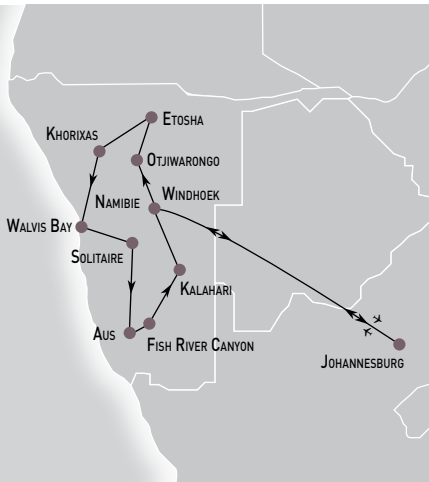 Etosha
Khorixas
Otjiwarongo
Namibie
Windhoek
Walvis Bay
Solitaire
Kalahari
Aus
Fish River Canyon
Johannesburg